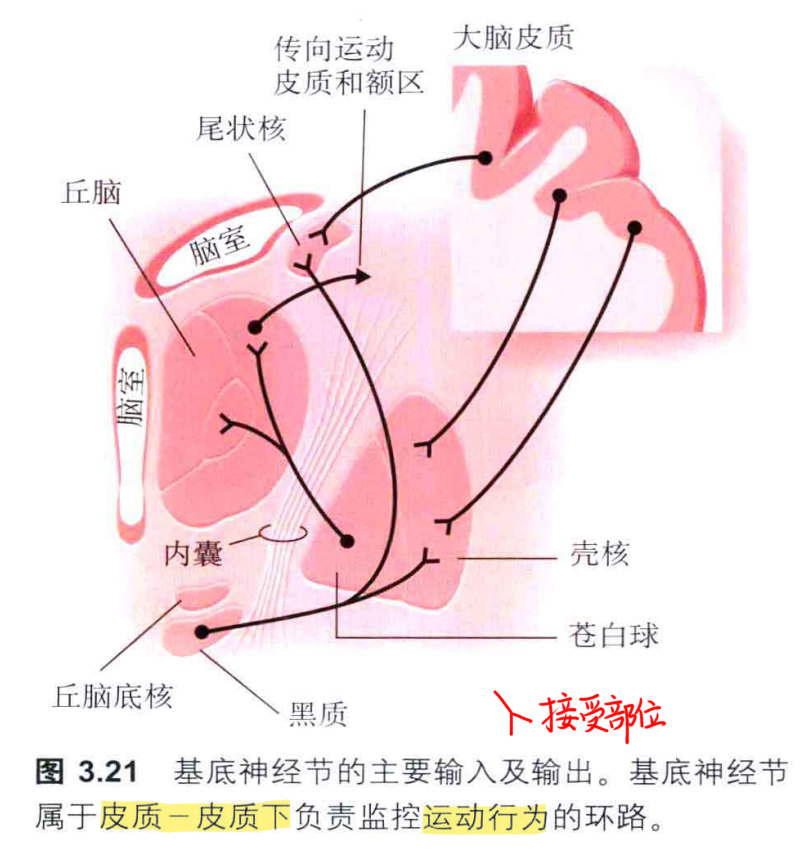 大脑皮质
传向运动
皮质和额区
尾状核
丘脑
脑室
脑室
内囊
壳核
苍白球
丘脑底核
黑质
接受部位
图 3.21 基底神经节的主要输入及输出。基底神经节
属于皮质－皮质下负责监控运动行为的环路。